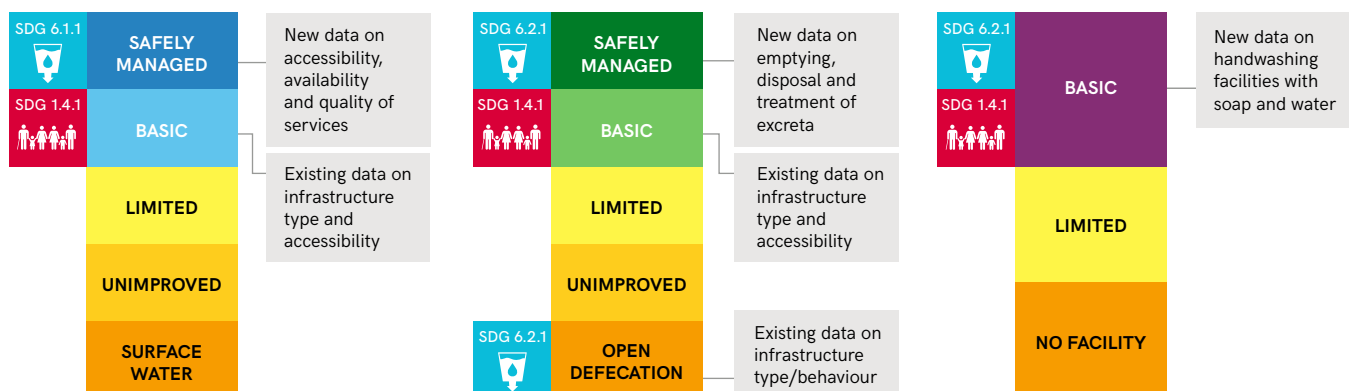 SDG 6.1.1
SAFELY
MANAGED
New data on
accessibility,
availability
and quality of
services
SDG 1.4.1
BASIC
Existing data on
infrastructure
type and
accessibility
LIMITED
UNIMPROVED
SURFACE
WATER
SDG 6.2.1
SAFELY
MANAGED
New data on
emptying,
disposal and
treatment of
excreta
SDG 1.4.1
BASIC
Existing data on
infrastructure
type and
accessibility
LIMITED
UNIMPROVED
SDG 6.2.1
OPEN
DEFECATION
Existing data on
infrastructure
type/behaviour
SDG 6.2.1
SDG 1.4.1
BASIC
New data on
handwashing
facilities with
soap and water
LIMITED
NO FACILITY